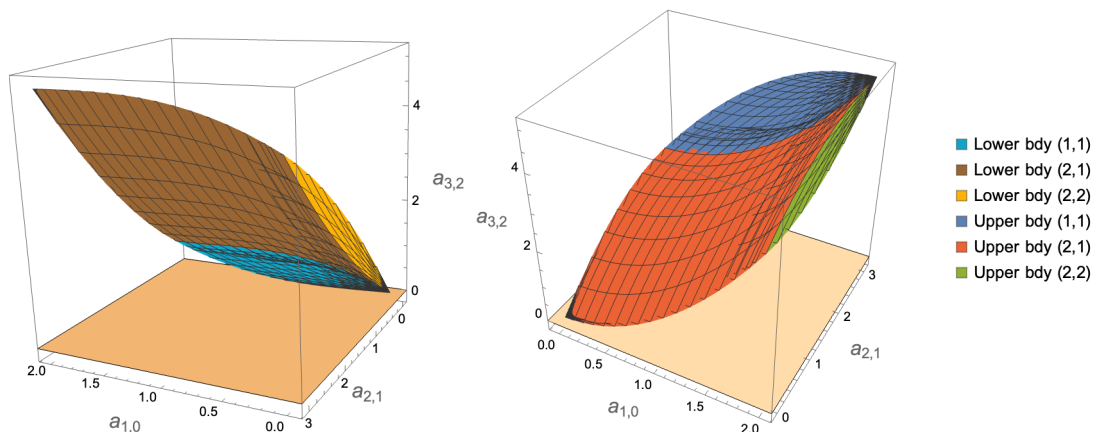 4
2
0
a3,2
0
1
2
3
a2,1
2.0
1.5
1.0
0.5
0.0
a1,0
4
2
0
a3,2
0.0
0.5
1.0
1.5
2.0
a1,0
0
1
2
3
a2,1
Lower bdy (1,1)
Lower bdy (2,1)
Lower bdy (2,2)
Upper bdy (1,1)
Upper bdy (2,1)
Upper bdy (2,2)